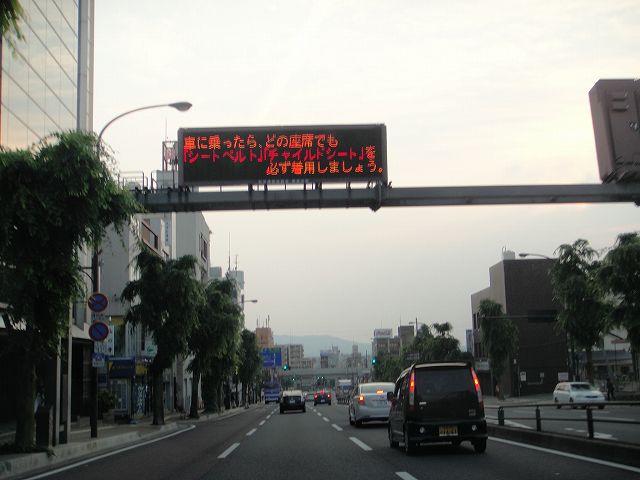 車に乗ったら、どの座席でも
「シートベルト」「チャイルドシート」を
必ず着用しましょう。